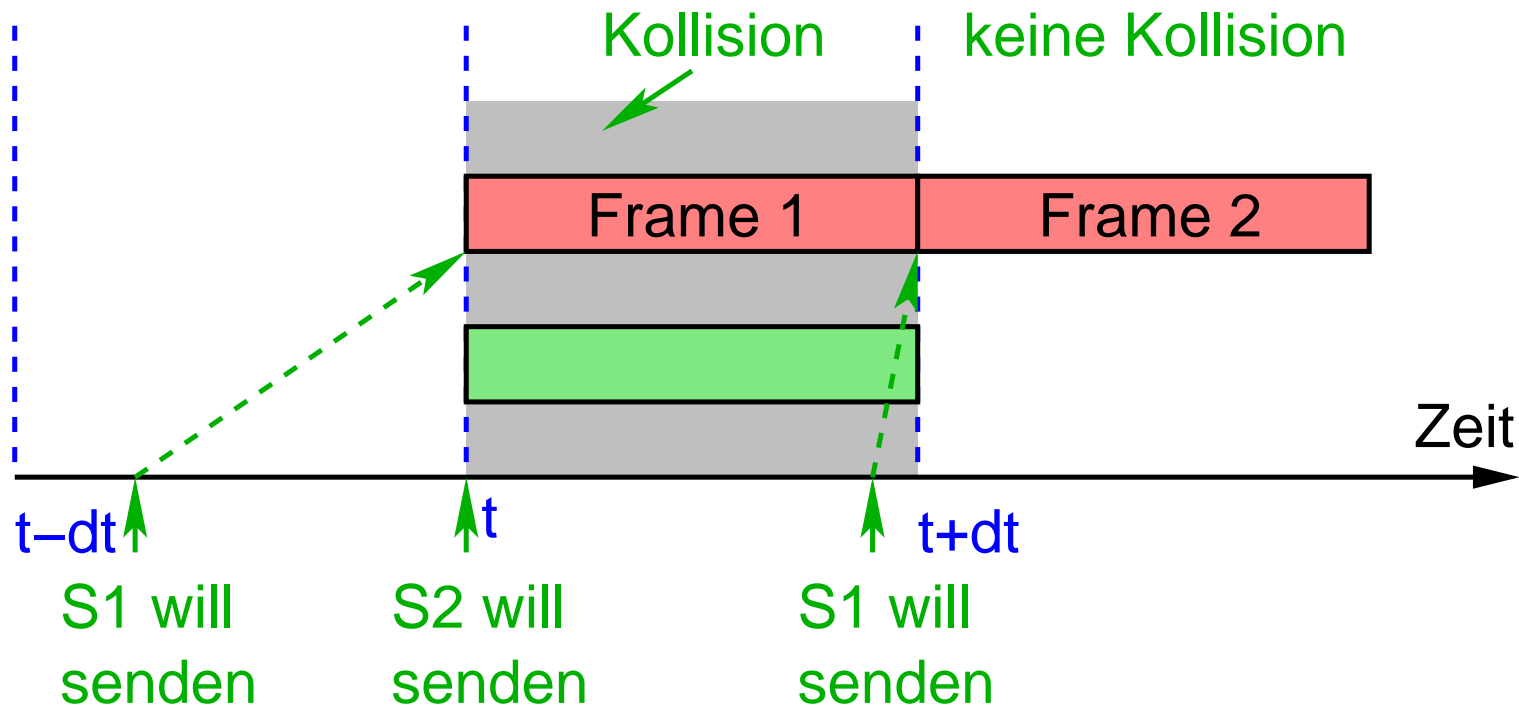 Kollision
keine Kollision
Frame 1
Frame 2
Zeit
t–dt
t
t+dt
S1 will
senden
S2 will
senden
S1 will
senden